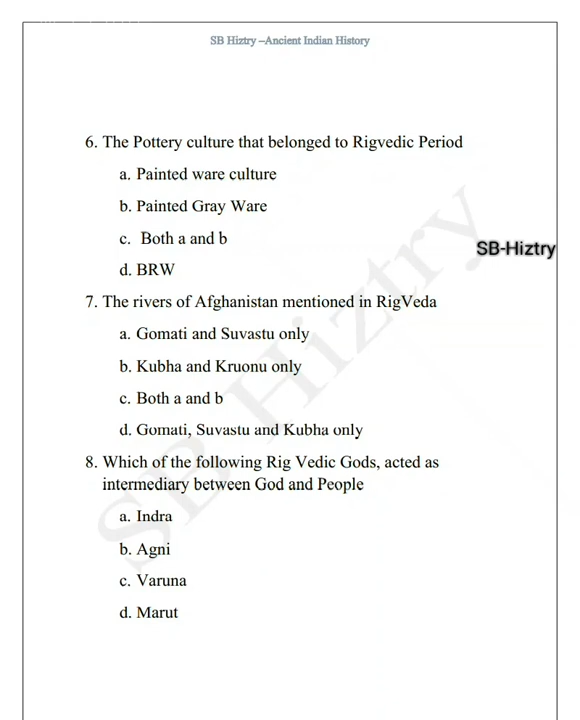 SB Hiztry –Ancient Indian History
6. The Pottery culture that belonged to Rigvedic Period
a. Painted ware culture
b. Painted Gray Ware
c. Both a and b
SB-Hiztry
d. BRW
7. The rivers of Afghanistan mentioned in RigVeda
a. Gomati and Suvastu only
b. Kubha and Kruonu only
c. Both a and b
d. Gomati, Suvastu and Kubha only
8. Which of the following Rig Vedic Gods, acted as
intermediary between God and People
a. Indra
b. Agni
c. Varuna
d. Marut
SB Hiztry